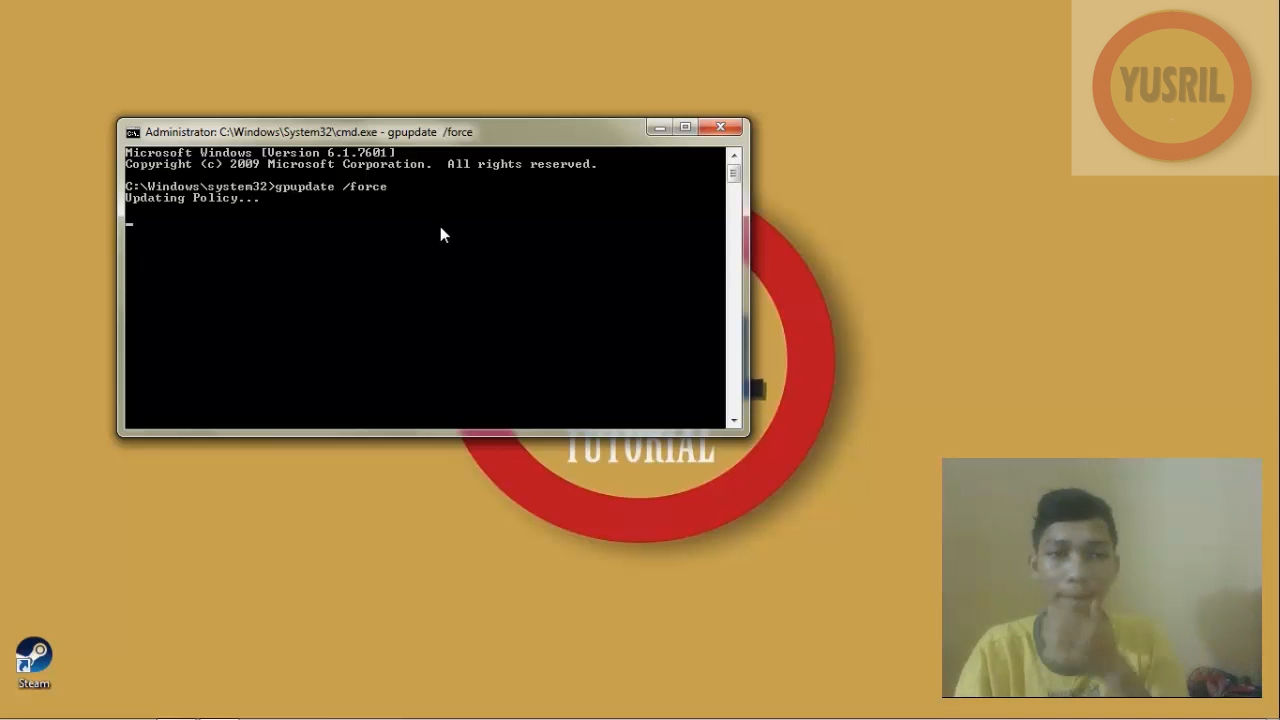 YUSRIL
Administrator: C:\Windows\System32\cmd.exe - gpupdate  /force
Microsoft Windows [Version 6.1.7601]
Copyright (c) 2009 Microsoft Corporation.  All rights reserved.
C:\Windows\system32>gpupdate /force
Updating Policy...
TUTORIAL
Steam